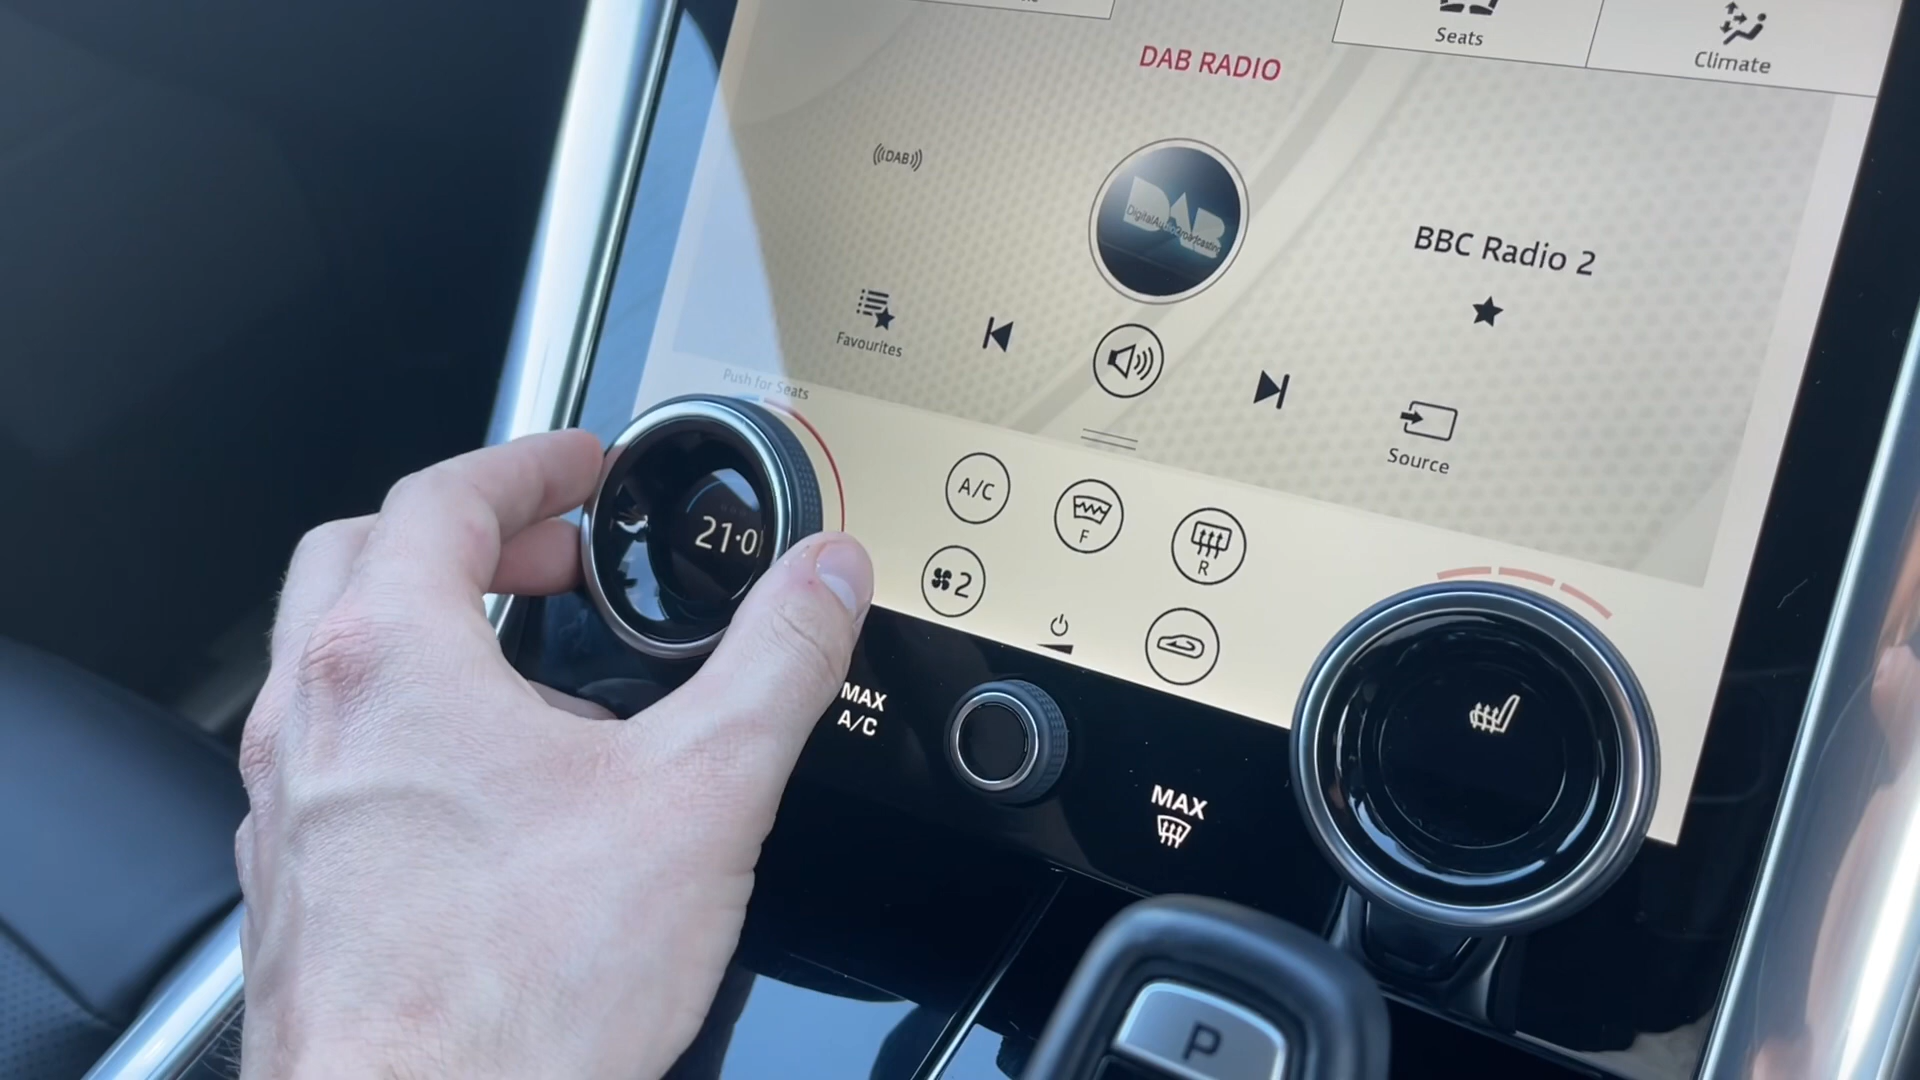 Seats
Climate
DAB RADIO
DAB
DAB
DigitalAudioBroadcasting
BBC Radio 2
Favourites
Source
Push for Seats
A/C
F
R
21·0
2
MAX
A/C
MAX
P